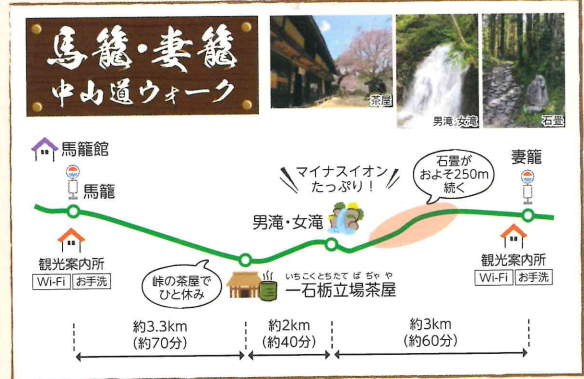 馬籠・妻籠
中山道ウォーク
茶屋
男滝・女滝
石畳
馬籠館
馬籠
観光案内所
Wi-Fi お手洗
峠の茶屋で
ひと休み
いちこくとちたてばぢゃや
一石栃立場茶屋
マイナスイオン
たっぷり！
男滝・女滝
石畳が
およそ250m
続く
妻籠
観光案内所
Wi-Fi お手洗
約3.3km
(約70分)
約2km
(約40分)
約3km
(約60分)